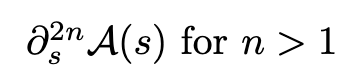 ∂_s^{2n} 𝒜(s) for n > 1